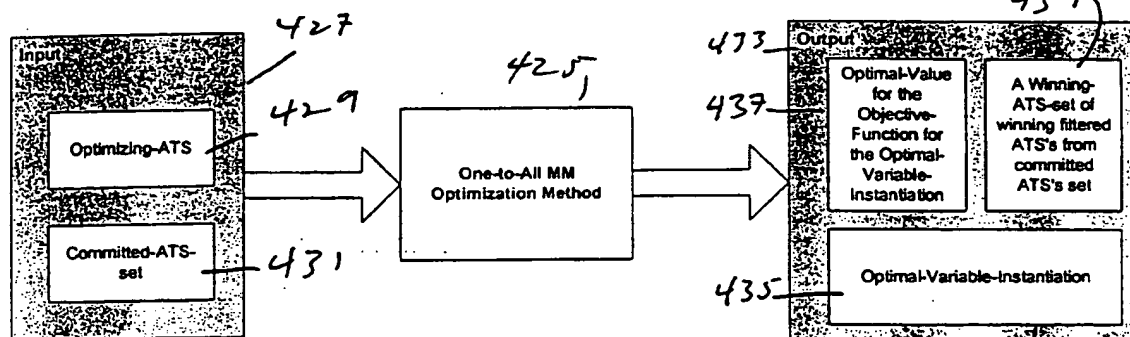 Input
427
429
Optimizing-ATS
Committed-ATS-
set
431
425
One-to-All MM
Optimization Method
433
437
435
Output
Optimal-Value
for the
Objective-
Function for
the Optimal-
Variable-
Instantiation
A Winning-
ATS-set of
winning filtered
ATS's from
committed
ATS's set
Optimal-Variable-Instantiation